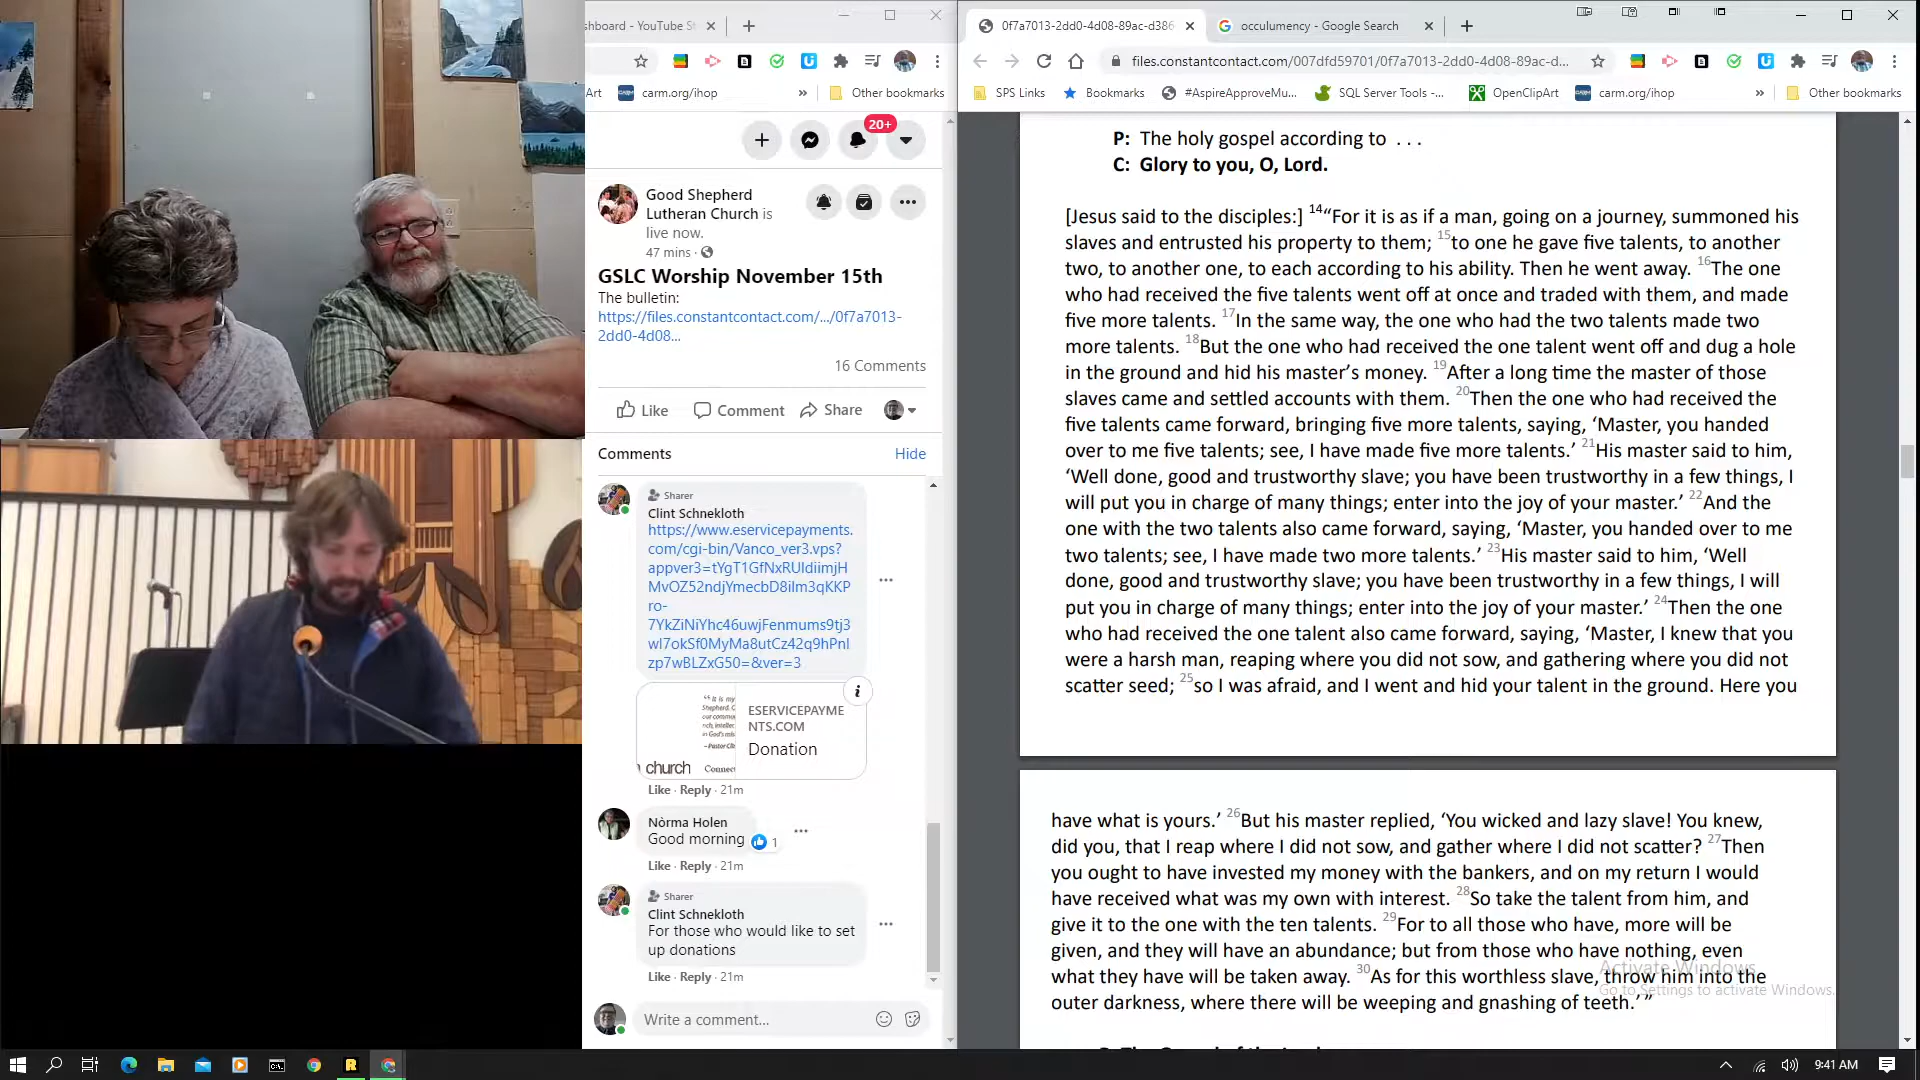 shboard - YouTube St
0f7a7013-2dd0-4d08-89ac-d386
occulumency - Google Search
files.constantcontact.com/007dfd59701/0f7a7013-2dd0-4d08-89ac-d...
Art
carm.org/ihop
»
Other bookmarks
SPS Links
Bookmarks
#AspireApproveMu...
SQL Server Tools -...
OpenClipArt
carm.org/ihop
»
Other bookmarks
20+
Good Shepherd
Lutheran Church is
live now.
47 mins ·
GSLC Worship November 15th
The bulletin:
https://files.constantcontact.com/.../0f7a7013-
2dd0-4d08...
16 Comments
Like
Comment
Share
Comments
Hide
Sharer
Clint Schnekloth
https://www.eservicepayments.
com/cgi-bin/Vanco_ver3.vps?
appver3=tYgT1GfNxRUIdiimjH
MvOZ52ndjYmecbD8iIm3qKKP
ro-
7YkZiNiYhc46uwjFenmums9tj3
wI7okSf0MyMa8utCz42q9hPnI
zp7wBLZxG50=&ver=3
ESERVICEPAYME
NTS.COM
Donation
church
Connec
Like · Reply · 21m
Nòrma Holen
Good morning
1
Like · Reply · 21m
Sharer
Clint Schnekloth
For those who would like to set
up donations
Like · Reply · 21m
Write a comment...
P: The holy gospel according to . . .
C: Glory to you, O, Lord.
[Jesus said to the disciples:] 14“For it is as if a man, going on a journey, summoned his
slaves and entrusted his property to them; 15to one he gave five talents, to another
two, to another one, to each according to his ability. Then he went away. 16The one
who had received the five talents went off at once and traded with them, and made
five more talents. 17In the same way, the one who had the two talents made two
more talents. 18But the one who had received the one talent went off and dug a hole
in the ground and hid his master’s money. 19After a long time the master of those
slaves came and settled accounts with them. 20Then the one who had received the
five talents came forward, bringing five more talents, saying, ‘Master, you handed
over to me five talents; see, I have made five more talents.’ 21His master said to him,
‘Well done, good and trustworthy slave; you have been trustworthy in a few things, I
will put you in charge of many things; enter into the joy of your master.’ 22And the
one with the two talents also came forward, saying, ‘Master, you handed over to me
two talents; see, I have made two more talents.’ 23His master said to him, ‘Well
done, good and trustworthy slave; you have been trustworthy in a few things, I will
put you in charge of many things; enter into the joy of your master.’ 24Then the one
who had received the one talent also came forward, saying, ‘Master, I knew that you
were a harsh man, reaping where you did not sow, and gathering where you did not
scatter seed; 25so I was afraid, and I went and hid your talent in the ground. Here you
have what is yours.’ 26But his master replied, ‘You wicked and lazy slave! You knew,
did you, that I reap where I did not sow, and gather where I did not scatter? 27Then
you ought to have invested my money with the bankers, and on my return I would
have received what was my own with interest. 28So take the talent from him, and
give it to the one with the ten talents. 29For to all those who have, more will be
given, and they will have an abundance; but from those who have nothing, even
what they have will be taken away. 30As for this worthless slave, throw him into the
outer darkness, where there will be weeping and gnashing of teeth.’ ”
Activate Windows
Go to Settings to activate Windows.
9:41 AM